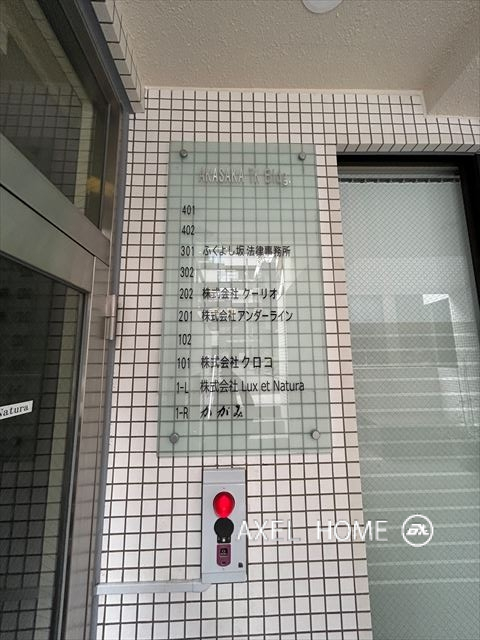 AKASAKA TK Bldg.
401
402
301 ふくよし坂 法律事務所
302
202 株式会社 クーリオ
201 株式会社アンダーライン
102
101 株式会社 クロコ
1-L 株式会社 Lux et Natura
1-R かがみ
Natura
AXEL HOME